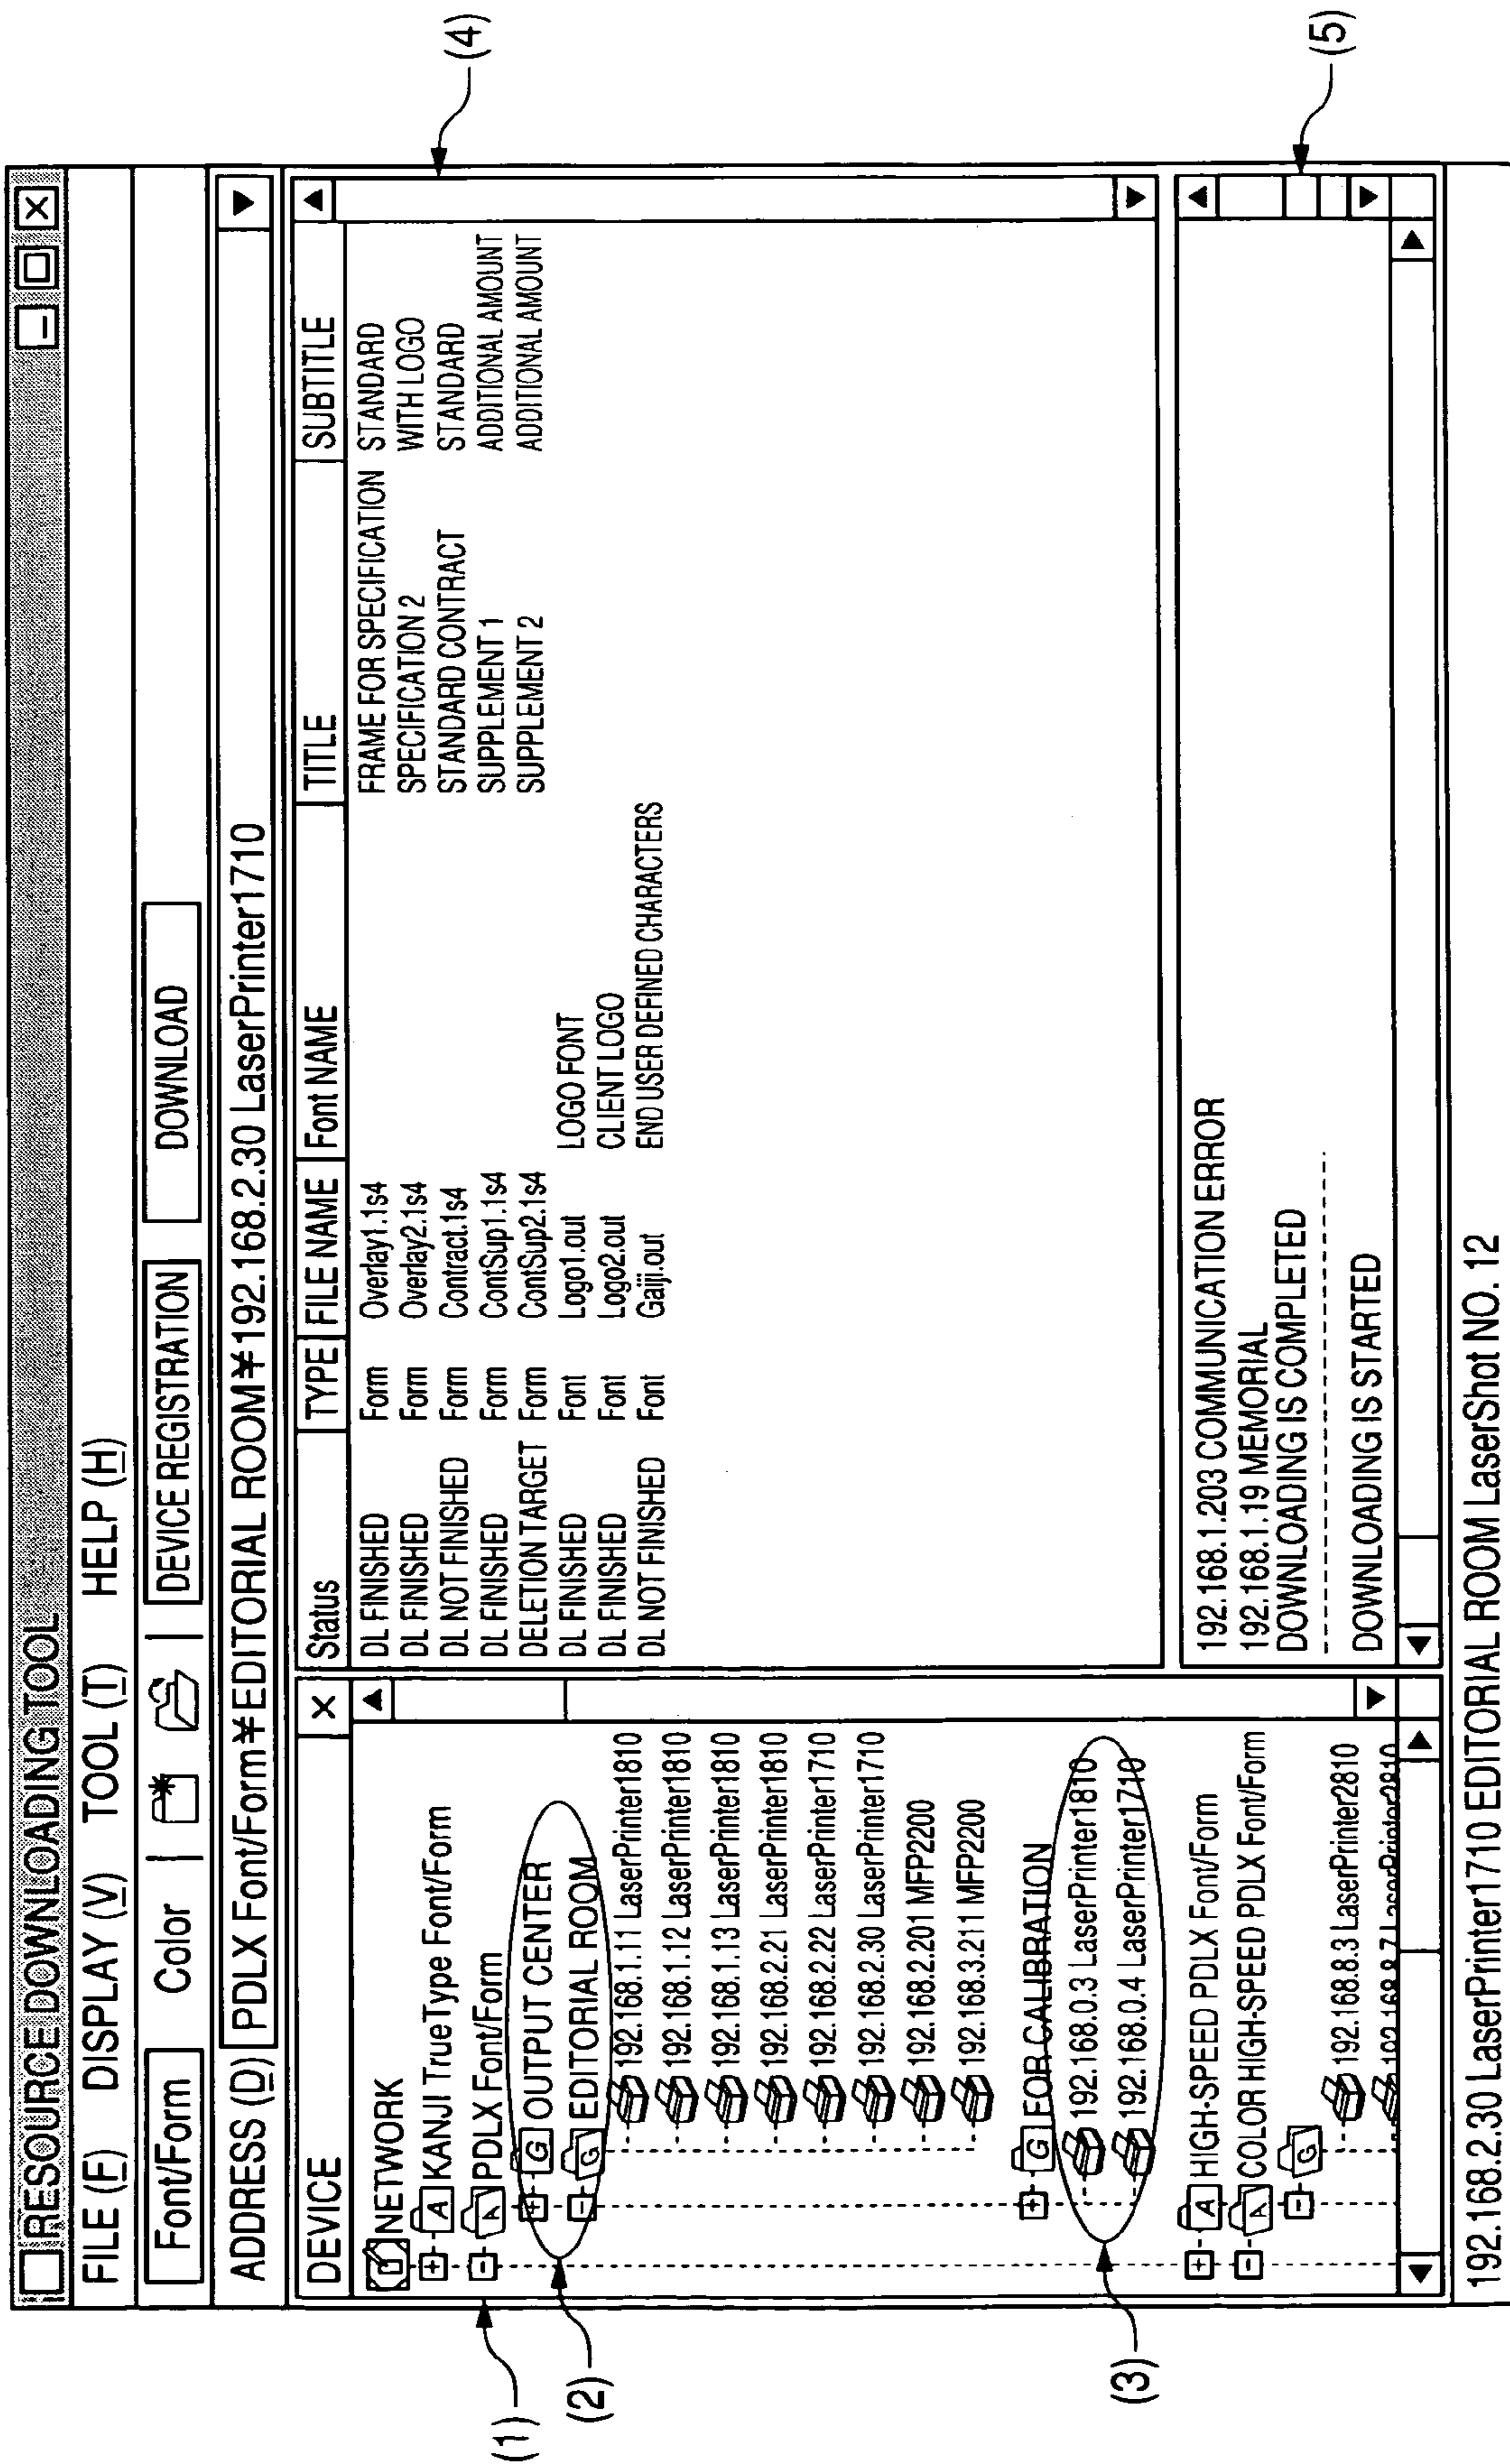 RESOURCE DOWNLOADING TOOL
FILE (F) DISPLAY (V) TOOL (T) HELP (H)
Font/Form Color DEVICE REGISTRATION DOWNLOAD
ADDRESS (D) PDLX Font/Form¥EDITORIAL ROOM¥192.168.2.30 LaserPrinter1710
DEVICE
NETWORK
A KANJI TrueType Font/Form
A PDLX Font/Form
G OUTPUT CENTER
G EDITORIAL ROOM
192.168.1.11 LaserPrinter1810
192.168.1.12 LaserPrinter1810
192.168.1.13 LaserPrinter1810
192.168.2.21 LaserPrinter1810
192.168.2.22 LaserPrinter1710
192.168.2.30 LaserPrinter1710
192.168.2.201 MFP2200
192.168.3.211 MFP2200
G FOR CALIBRATION
192.168.0.3 LaserPrinter1810
192.168.0.4 LaserPrinter1710
A HIGH-SPEED PDLX Font/Form
A COLOR HIGH-SPEED PDLX Font/Form
G
192.168.8.3 LaserPrinter2810
192.168.8.7 LaserPrinter2810
Status TYPE FILE NAME Font NAME TITLE SUBTITLE
DL FINISHED Form Overlay1.1s4 FRAME FOR SPECIFICATION STANDARD
DL FINISHED Form Overlay2.1s4 SPECIFICATION 2 WITH LOGO
DL NOT FINISHED Form Contract.1s4 STANDARD CONTRACT STANDARD
DL FINISHED Form ContSup1.1s4 SUPPLEMENT 1 ADDITIONAL AMOUNT
DELETION TARGET Form ContSup2.1s4 SUPPLEMENT 2 ADDITIONAL AMOUNT
DL FINISHED Font Logo1.out LOGO FONT
DL FINISHED Font Logo2.out CLIENT LOGO
DL NOT FINISHED Font Gaiji.out END USER DEFINED CHARACTERS
192.168.1.203 COMMUNICATION ERROR
192.168.1.19 MEMORIAL
DOWNLOADING IS COMPLETED
DOWNLOADING IS STARTED
192.168.2.30 LaserPrinter1710 EDITORIAL ROOM LaserShot NO. 12
(1)
(2)
(3)
(4)
(5)